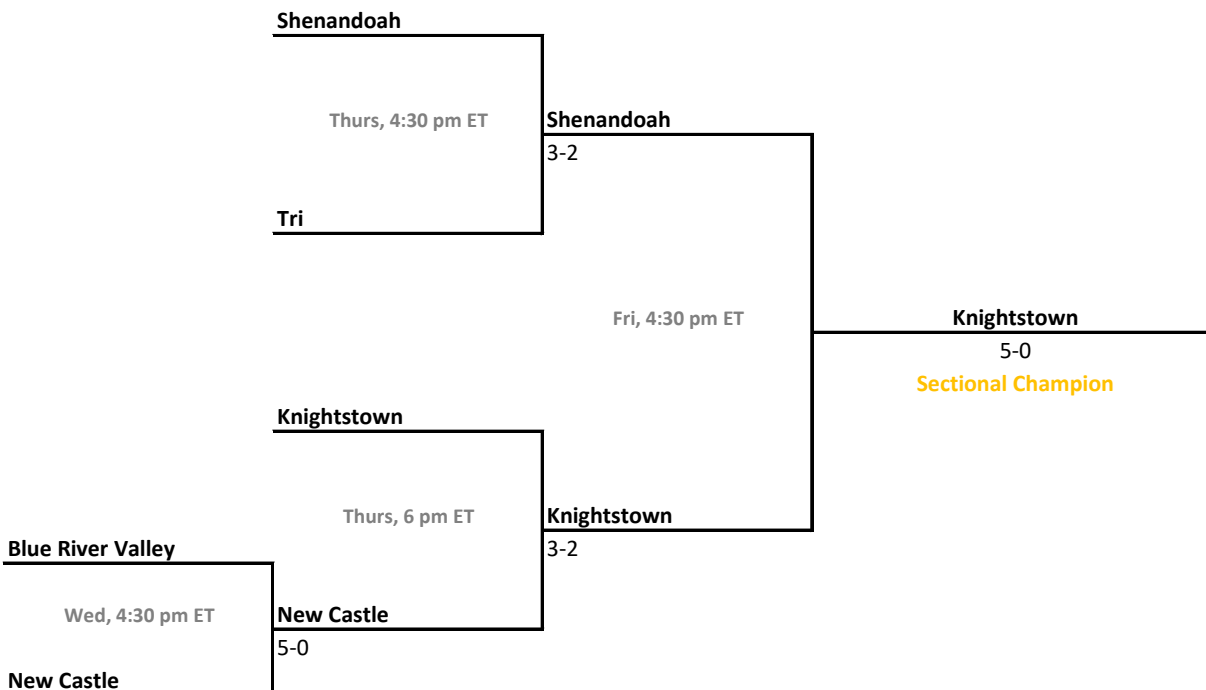 Shenandoah
Thurs, 4:30 pm ET
Shenandoah
3-2
Tri
Fri, 4:30 pm ET
Knightstown
5-0
Sectional Champion
Knightstown
Thurs, 6 pm ET
Knightstown
3-2
Blue River Valley
Wed, 4:30 pm ET
New Castle
5-0
New Castle